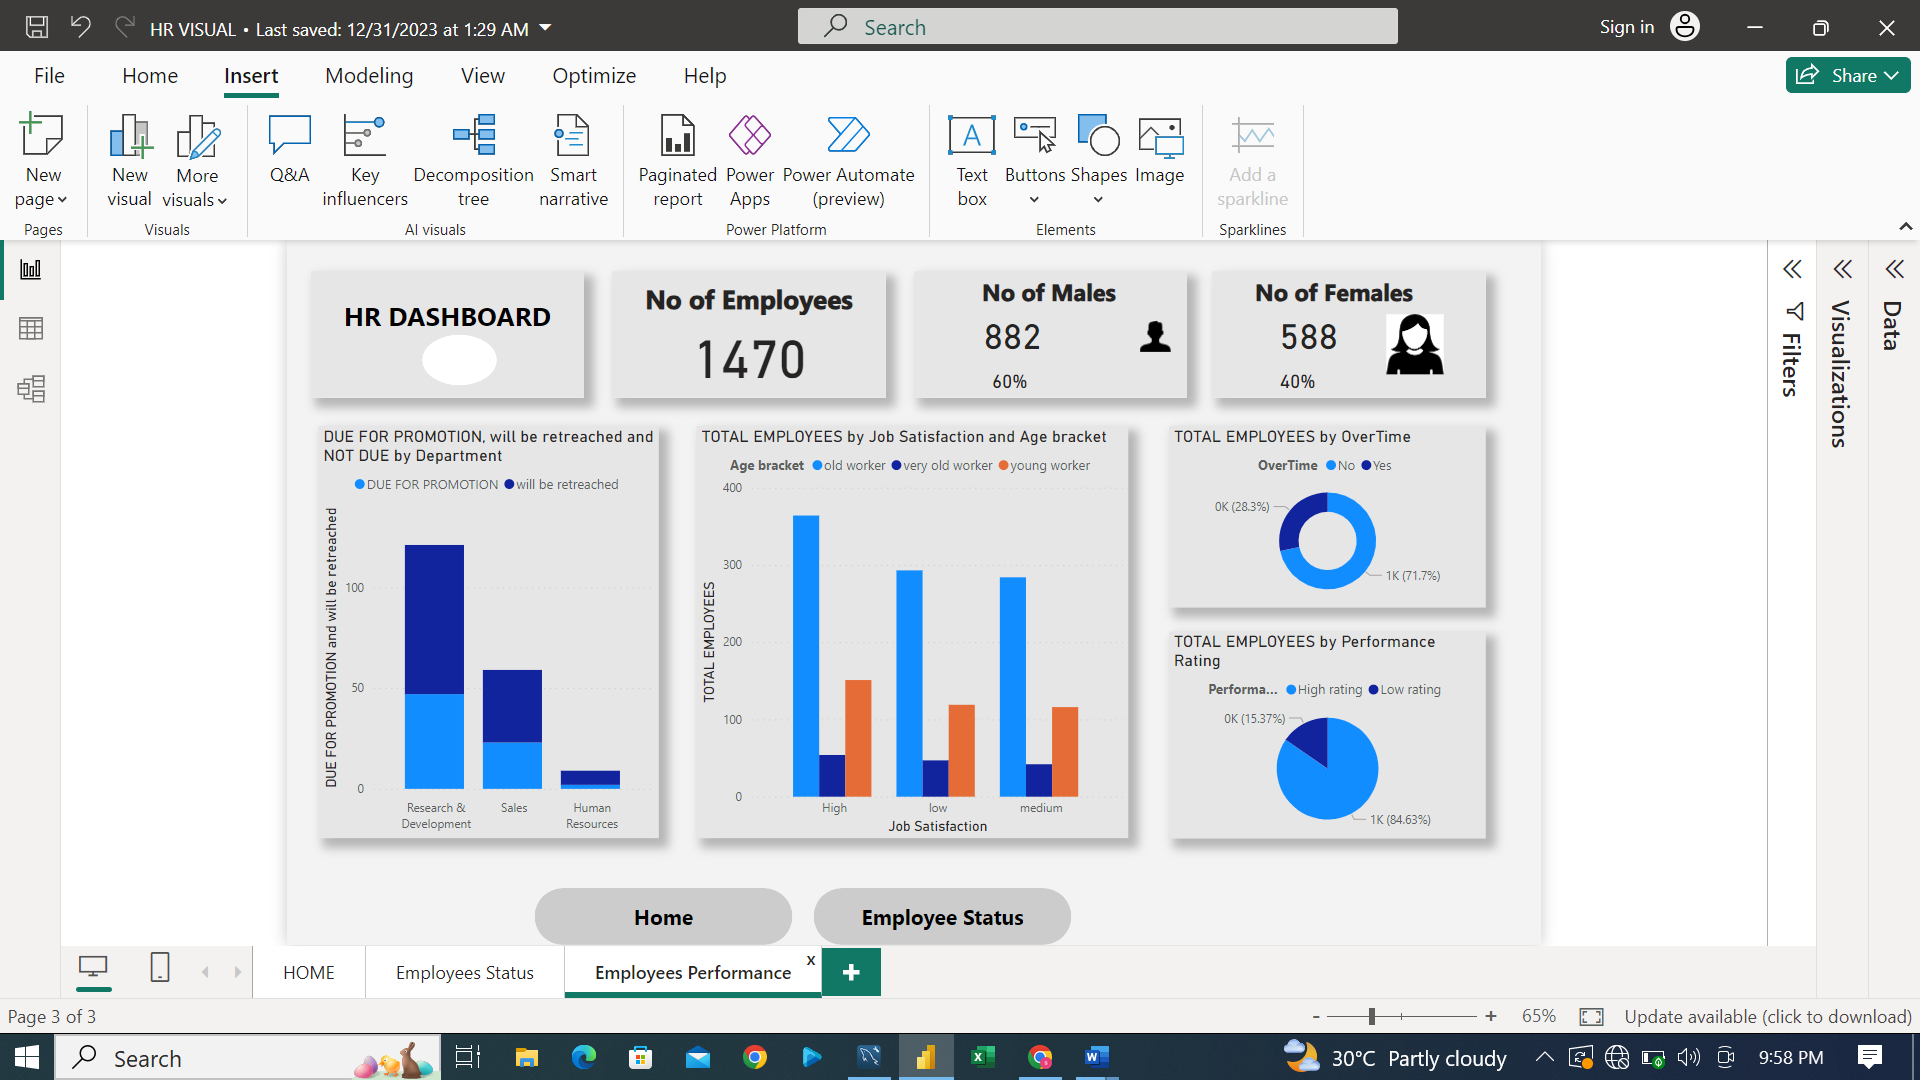 HR VISUAL • Last saved: 12/31/2023 at 1:29 AM
Search
Sign in
File
Home
Insert
Modeling
View
Optimize
Help
Share
New page
New visual
More visuals
Q&A
Key influencers
Decomposition tree
Smart narrative
Paginated report
Power Apps
Power Automate (preview)
Text box
Buttons
Shapes
Image
Add a sparkline
Pages
Visuals
AI visuals
Power Platform
Elements
Sparklines
HR DASHBOARD
No of Employees
1470
No of Males
882
60%
No of Females
588
40%
Filters
Visualizations
Data
DUE FOR PROMOTION, will be retreached and
NOT DUE by Department
DUE FOR PROMOTION will be retreached
DUE FOR PROMOTION and will be retreached
100
50
0
Research & Development
Sales
Human Resources
TOTAL EMPLOYEES by Job Satisfaction and Age bracket
Age bracket old worker very old worker young worker
TOTAL EMPLOYEES
400
300
200
100
0
High
low
medium
Job Satisfaction
TOTAL EMPLOYEES by OverTime
OverTime No Yes
0K (28.3%)
1K (71.7%)
TOTAL EMPLOYEES by Performance
Rating
Performa... High rating Low rating
0K (15.37%)
1K (84.63%)
Home
Employee Status
HOME
Employees Status
Employees Performance
x
+
Page 3 of 3
- + 65%
Update available (click to download)
Search
30°C Partly cloudy
9:58 PM